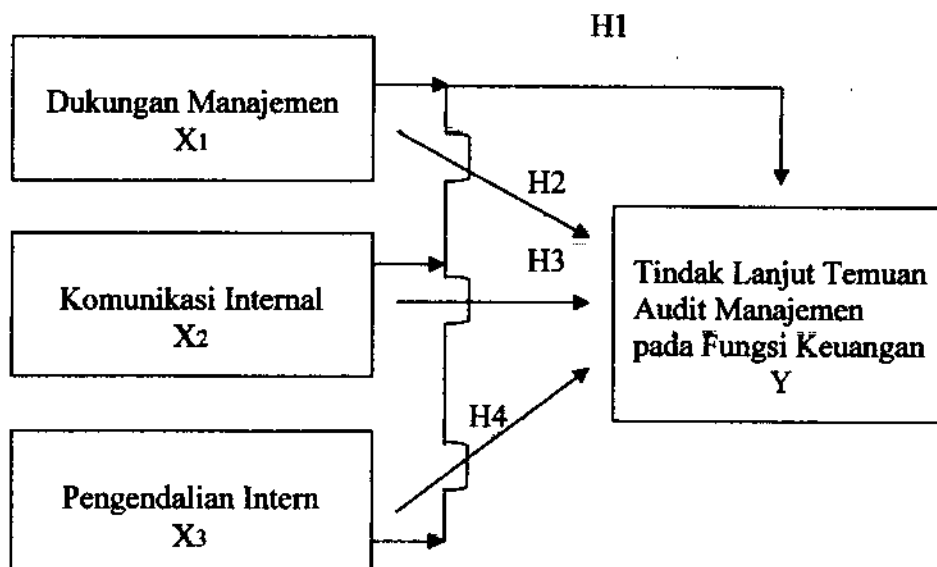 H1
Dukungan Manajemen
X1
H2
Komunikasi Internal
X2
H3
Tindak Lanjut Temuan
Audit Manajemen
pada Fungsi Keuangan
Y
H4
Pengendalian Intern
X3